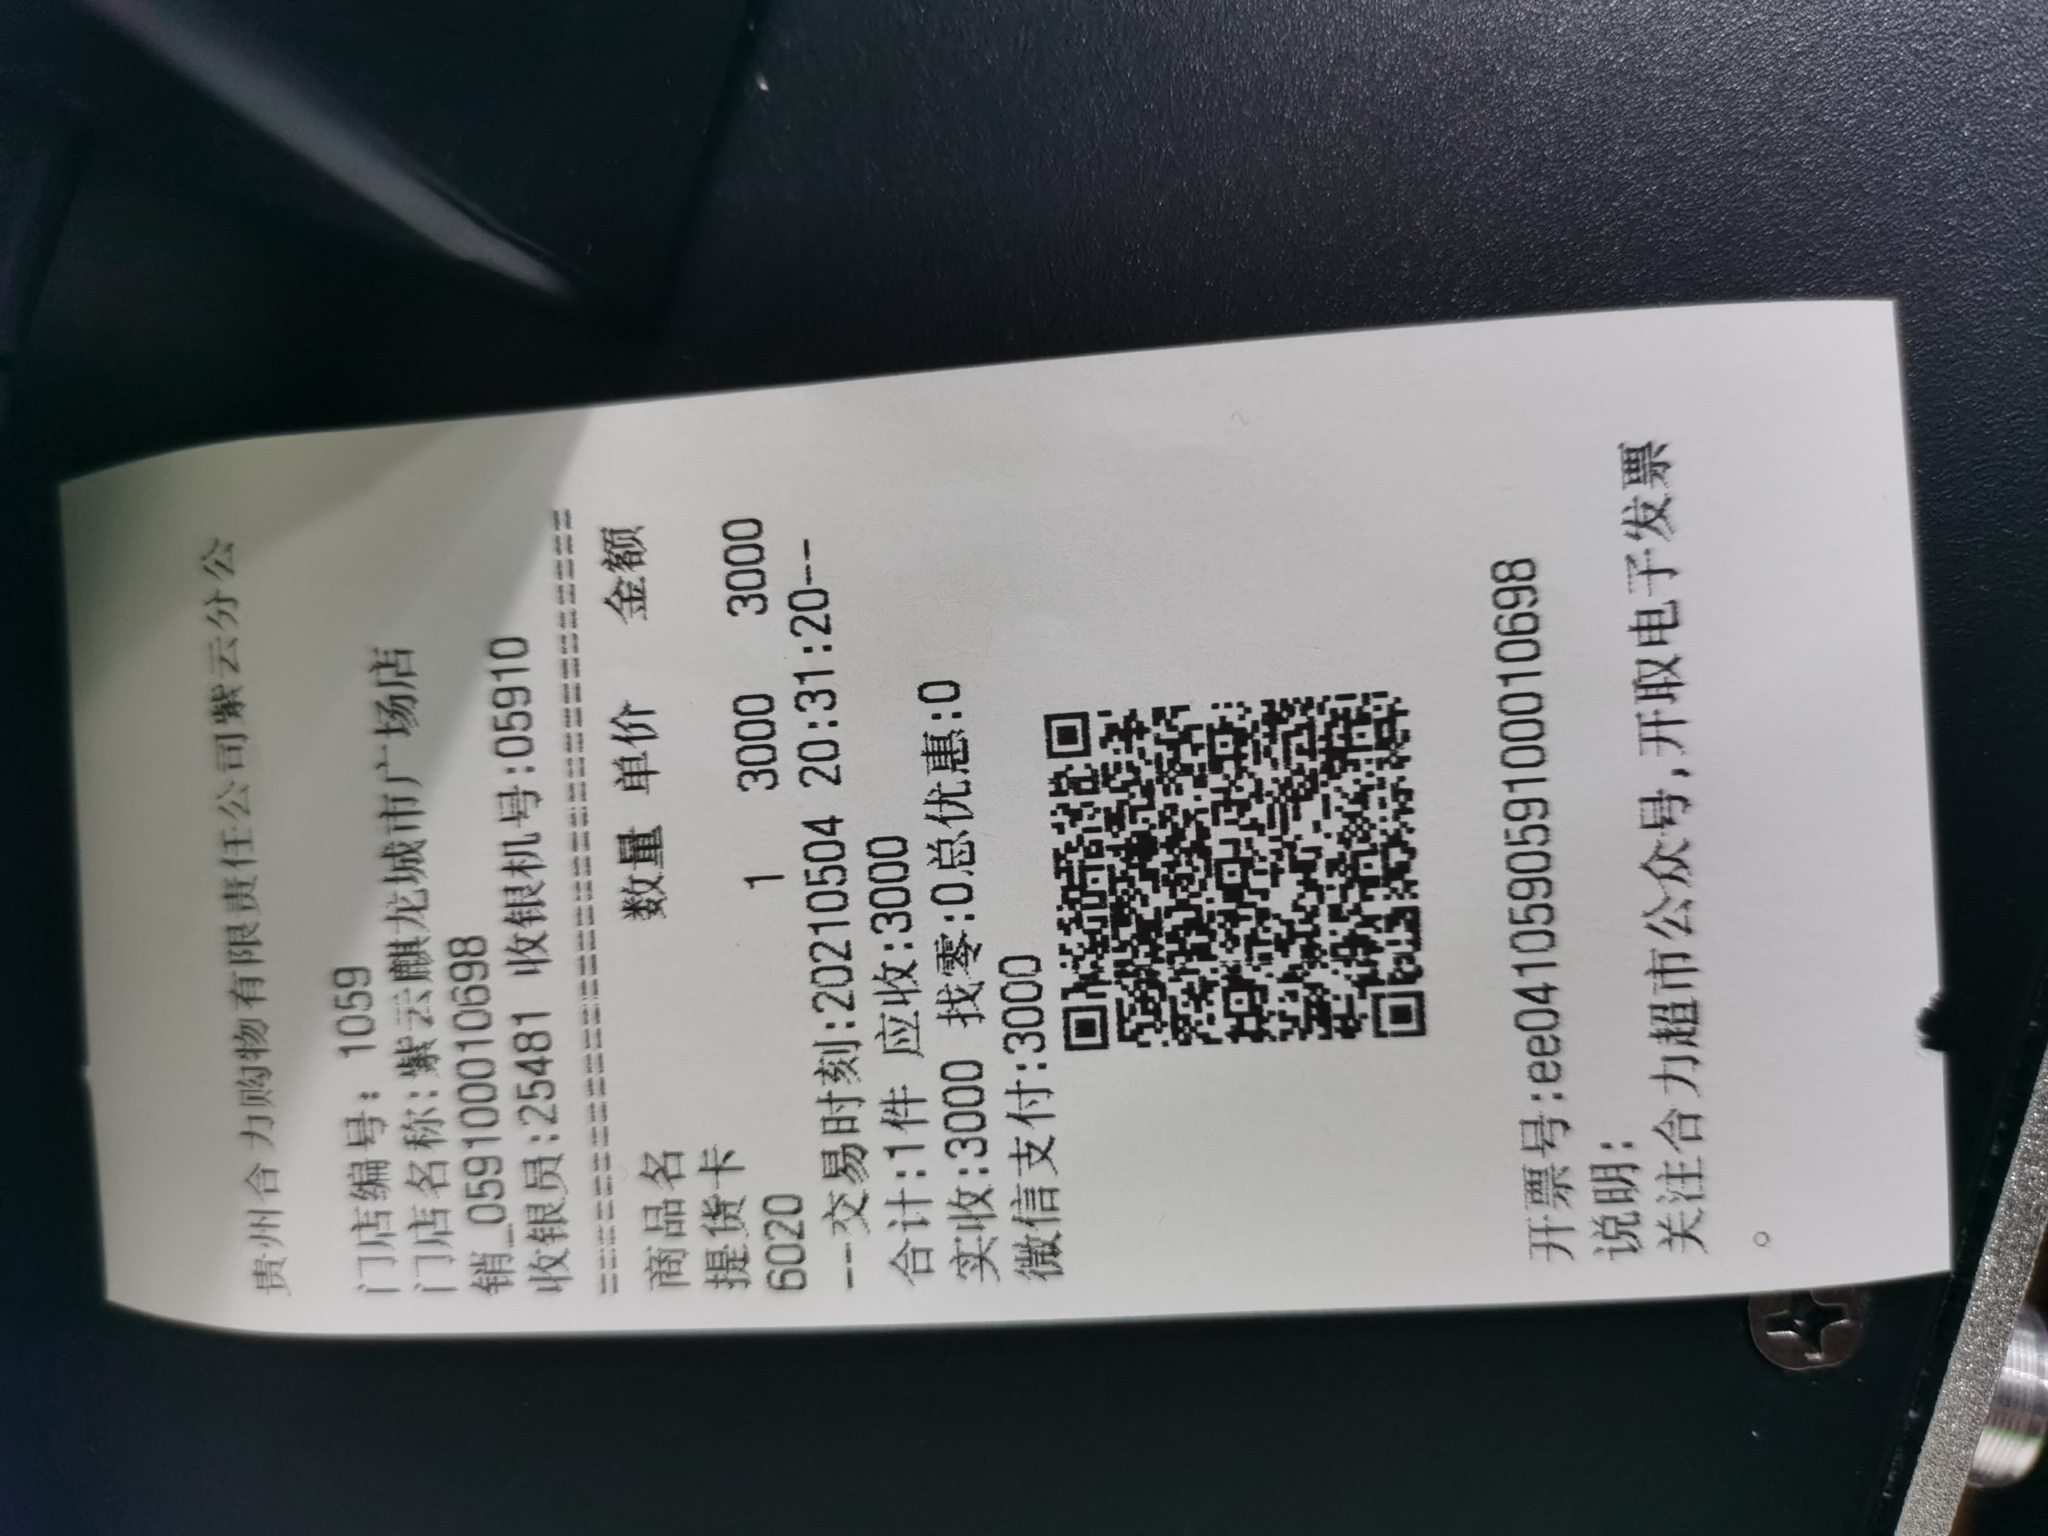 贵州合力购物有限责任公司紫云分公
门店编号: 1059
门店名称:紫云麒龙城市广场店
销_059100010698
收银员:25481 收银机号:05910
================================
商品名 数量 单价 金额
提货卡
6020 1 3000 3000
--交易时刻:20210504 20:31:20--
合计:1件 应收:3000
实收:3000 找零:0总优惠:0
微信支付:3000
开票号:ee041059059100010698
说明:
关注合力超市公众号,开取电子发票
。